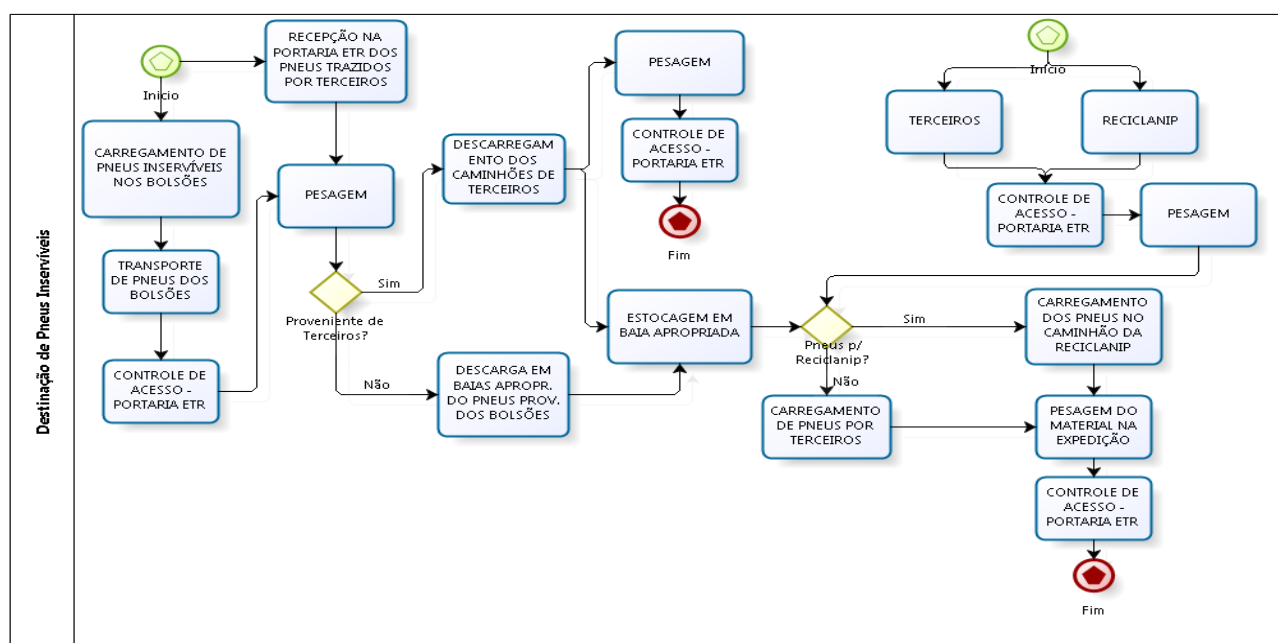 Destinação de Pneus Inservíveis
Início
RECEPÇÃO NA
PORTARIA ETR DOS
PNEUS TRAZIDOS
POR TERCEIROS
CARREGAMENTO DE
PNEUS INSERVÍVEIS
NOS BOLSÕES
TRANSPORTE
DE PNEUS DOS
BOLSÕES
CONTROLE DE
ACESSO -
PORTARIA ETR
PESAGEM
Proveniente de
Terceiros?
Sim
Não
DESCARREGAM
ENTO DOS
CAMINHÕES DE
TERCEIROS
DESCARGA EM
BAIAS APROPR.
DO PNEUS PROV.
DOS BOLSÕES
PESAGEM
CONTROLE DE
ACESSO -
PORTARIA ETR
Fim
ESTOCAGEM EM
BAIA APROPRIADA
Início
TERCEIROS
RECICLANIP
CONTROLE DE
ACESSO -
PORTARIA ETR
PESAGEM
Pneus p/
Reciclanip?
Sim
Não
CARREGAMENTO
DOS PNEUS NO
CAMINHÃO DA
RECICLANIP
CARREGAMENTO
DE PNEUS POR
TERCEIROS
PESAGEM DO
MATERIAL NA
EXPEDIÇÃO
CONTROLE DE
ACESSO -
PORTARIA ETR
Fim